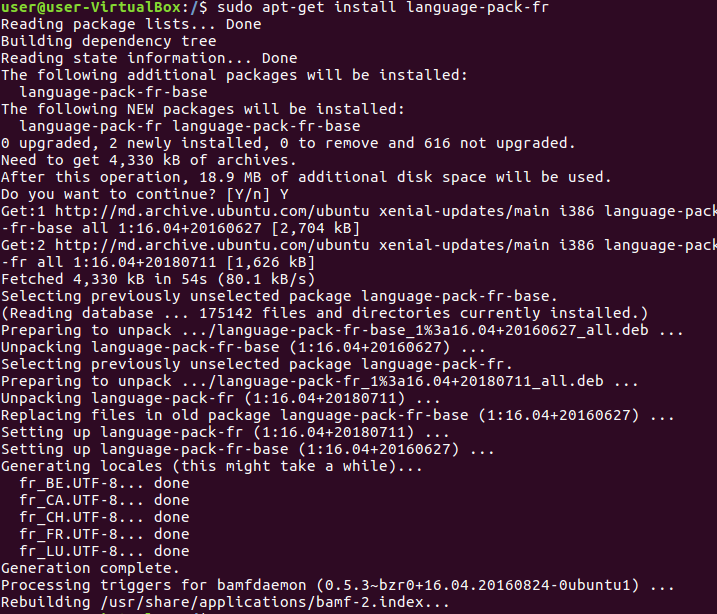 user@user-VirtualBox:/$ sudo apt-get install language-pack-fr
Reading package lists... Done
Building dependency tree
Reading state information... Done
The following additional packages will be installed:
  language-pack-fr-base
The following NEW packages will be installed:
  language-pack-fr language-pack-fr-base
0 upgraded, 2 newly installed, 0 to remove and 616 not upgraded.
Need to get 4,330 kB of archives.
After this operation, 18.9 MB of additional disk space will be used.
Do you want to continue? [Y/n] Y
Get:1 http://md.archive.ubuntu.com/ubuntu xenial-updates/main i386 language-pack
-fr-base all 1:16.04+20160627 [2,704 kB]
Get:2 http://md.archive.ubuntu.com/ubuntu xenial-updates/main i386 language-pack
-fr all 1:16.04+20180711 [1,626 kB]
Fetched 4,330 kB in 54s (80.1 kB/s)
Selecting previously unselected package language-pack-fr-base.
(Reading database ... 175142 files and directories currently installed.)
Preparing to unpack .../language-pack-fr-base_1%3a16.04+20160627_all.deb ...
Unpacking language-pack-fr-base (1:16.04+20160627) ...
Selecting previously unselected package language-pack-fr.
Preparing to unpack .../language-pack-fr_1%3a16.04+20180711_all.deb ...
Unpacking language-pack-fr (1:16.04+20180711) ...
Replacing files in old package language-pack-fr-base (1:16.04+20160627) ...
Setting up language-pack-fr (1:16.04+20180711) ...
Setting up language-pack-fr-base (1:16.04+20160627) ...
Generating locales (this might take a while)...
  fr_BE.UTF-8... done
  fr_CA.UTF-8... done
  fr_CH.UTF-8... done
  fr_FR.UTF-8... done
  fr_LU.UTF-8... done
Generation complete.
Processing triggers for bamfdaemon (0.5.3~bzr0+16.04.20160824-0ubuntu1) ...
Rebuilding /usr/share/applications/bamf-2.index...